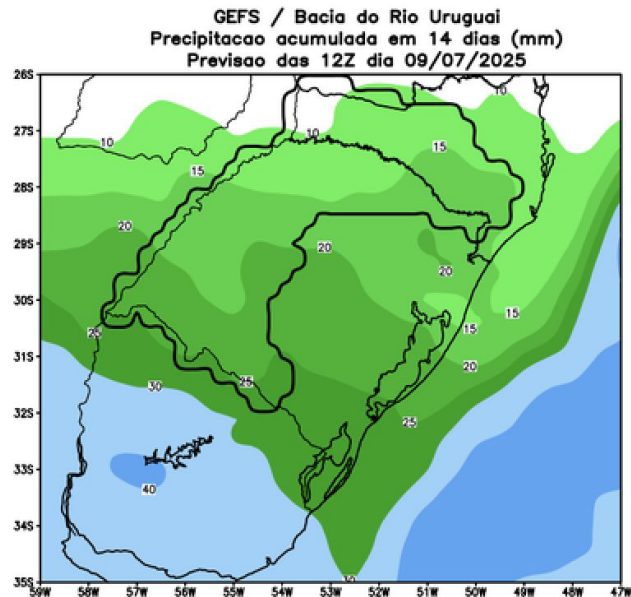 GEFS / Bacia do Rio Uruguai
Precipitacao acumulada em 14 dias (mm)
Previsao das 12Z dia 09/07/2025
26S
27S
28S
29S
30S
31S
32S
33S
34S
35S
10
10
10
15
15
20
20
20
15
15
20
25
25
25
30
40
30
59W 58W 57W 56W 55W 54W 53W 52W 51W 50W 49W 48W 47W